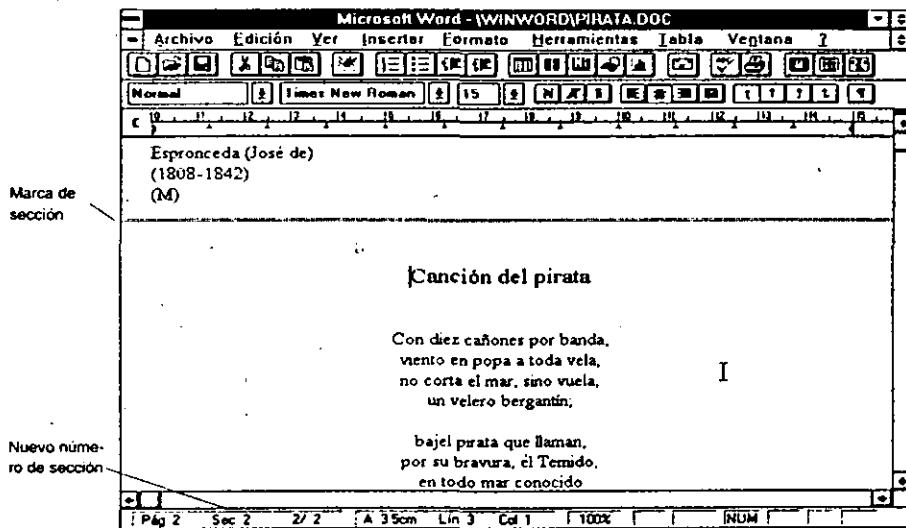 Microsoft Word - \WINWORD\PIRATA.DOC
Archivo Edición Ver Insertar Formato Herramientas Tabla Ventana ?
Normal Times New Roman 15 N K S
Espronceda (José de)
(1808-1842)
(M)
Marca de
sección
Canción del pirata
Con diez cañones por banda,
viento en popa a toda vela,
no corta el mar, sino vuela,
un velero bergantín;
bajel pirata que llaman,
por su bravura, el Temido,
en todo mar conocido
Nuevo núme-
ro de sección
Pág 2 Sec 2 2/ 2 A 35cm Lín 3 Col 1 100% NUM